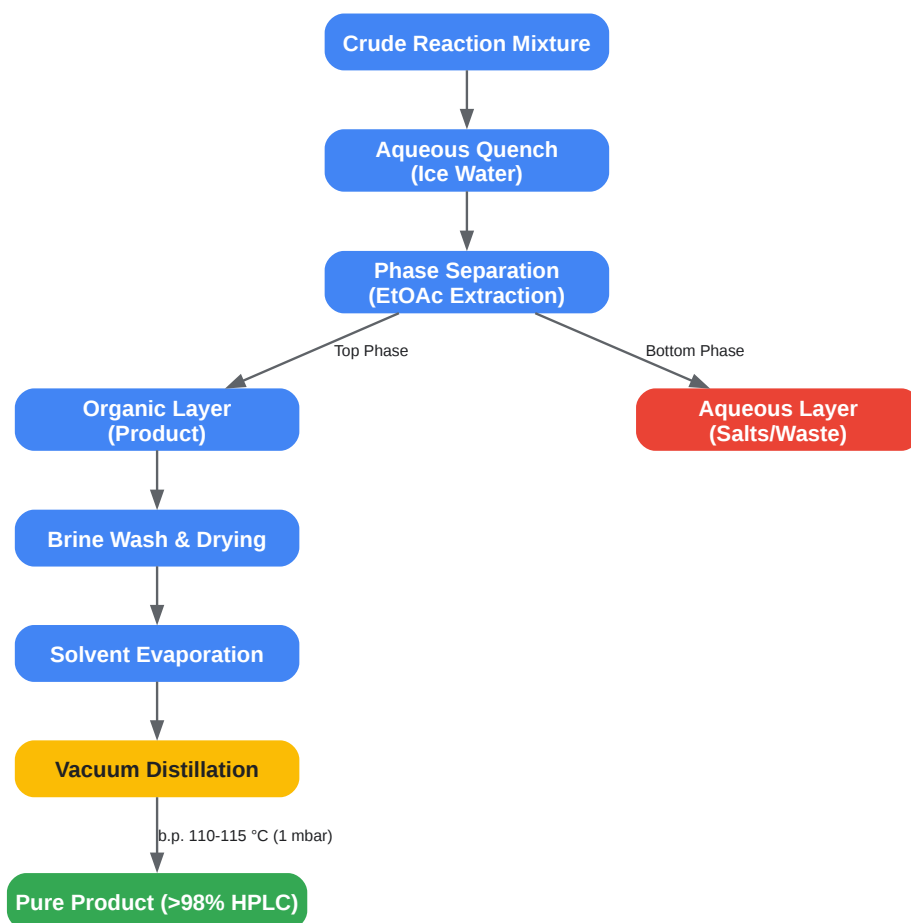 Crude Reaction Mixture
Aqueous Quench
(Ice Water)
Phase Separation
(EtOAc Extraction)
Top Phase
Bottom Phase
Organic Layer
(Product)
Aqueous Layer
(Salts/Waste)
Brine Wash & Drying
Solvent Evaporation
Vacuum Distillation
b.p. 110-115 °C (1 mbar)
Pure Product (>98% HPLC)